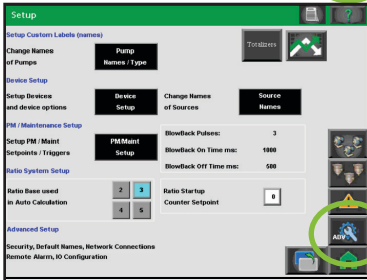 Setup
?
Setup Custom Labels (names)
Change Names
of Pumps
Pump
Names / Type
Totalizers
Device Setup
Setup Devices
and device options
Device
Setup
Change Names
of Sources
Source
Names
PM / Maintenance Setup
Setup PM / Maint
Setpoints / Triggers
PM/Maint
Setup
BlowBack Pulses: 3
BlowBack On Time ms: 1000
BlowBack Off Time ms: 500
Ratio System Setup
Ratio Base used
in Auto Calculation
2 3
4 5
Ratio Startup
Counter Setpoint
0
ADV
Advanced Setup
Security, Default Names, Network Connections
Remote Alarm, IO Configuration